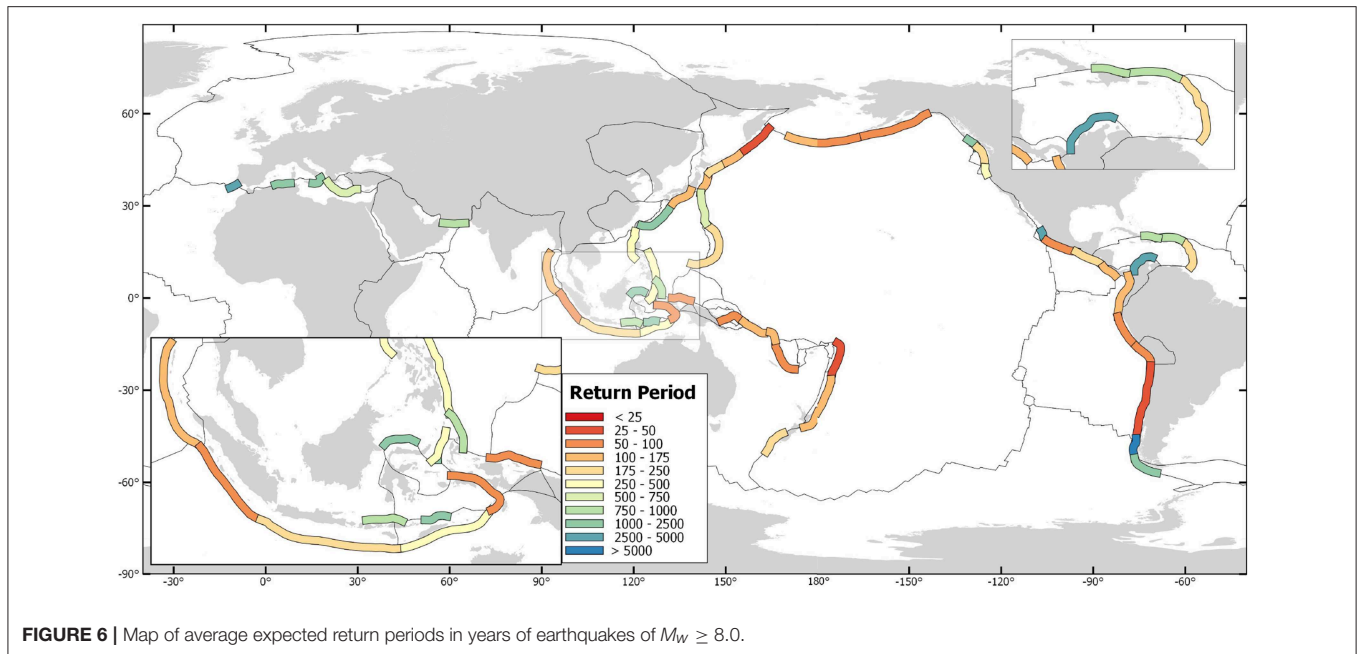 60°
30°
0°
-30°
-60°
-90°
-30°
0°
30°
60°
90°
120°
150°
180°
-150°
-120°
-90°
-60°
Return Period
< 25
25 - 50
50 - 100
100 - 175
175 - 250
250 - 500
500 - 750
750 - 1000
1000 - 2500
2500 - 5000
> 5000
FIGURE 6 | Map of average expected return periods in years of earthquakes of MW ≥ 8.0.